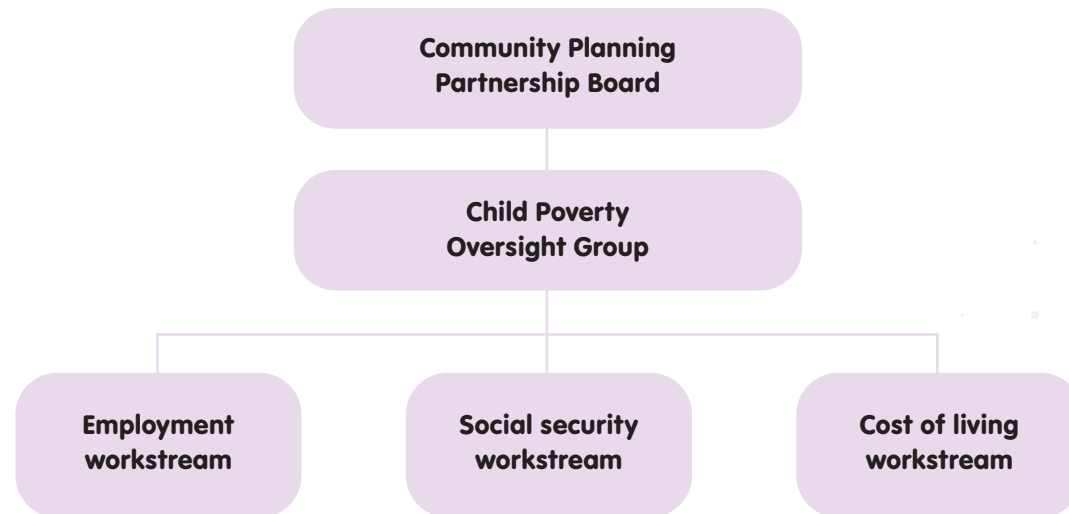 Community Planning
Partnership Board
Child Poverty
Oversight Group
Employment
workstream
Social security
workstream
Cost of living
workstream